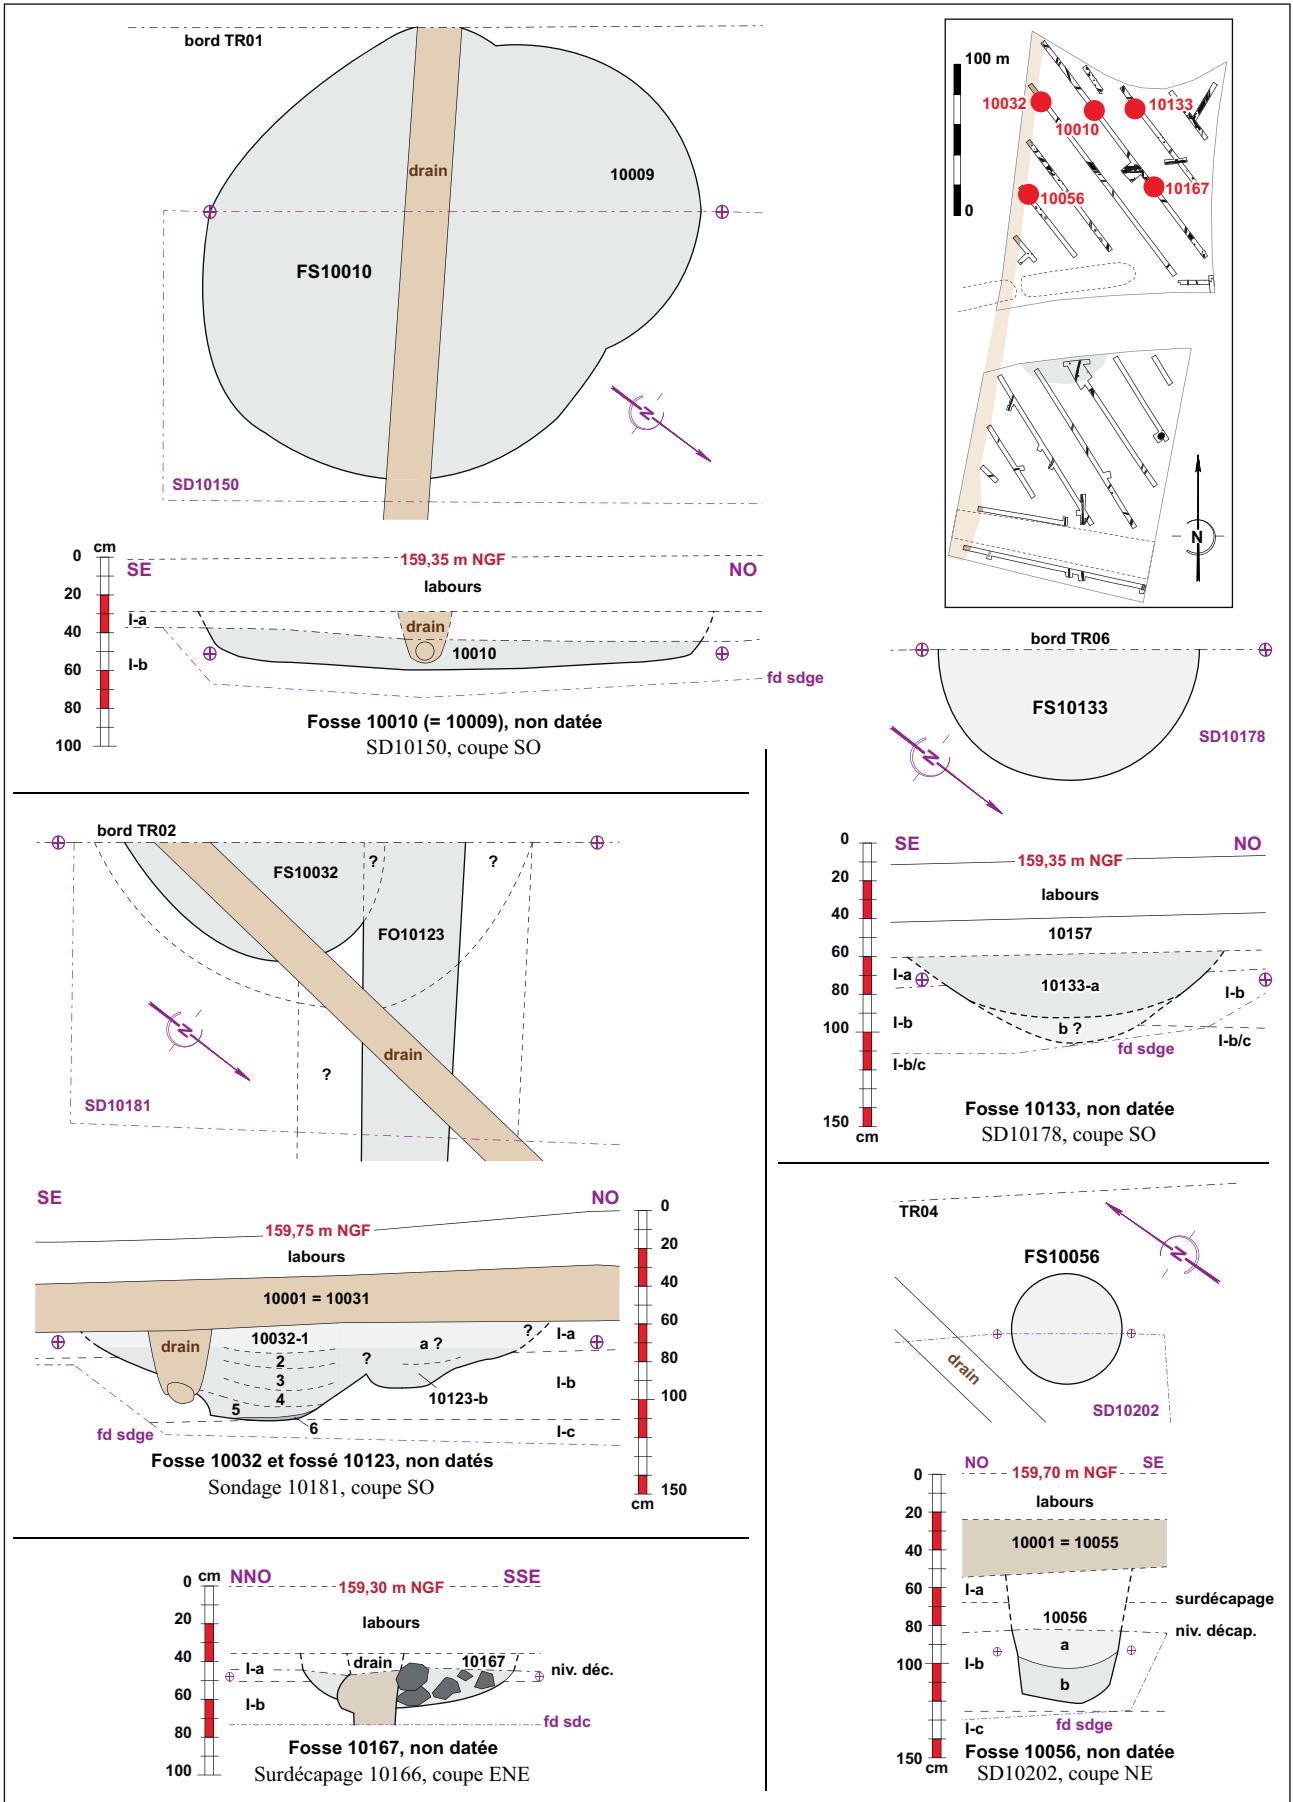 bord TR01
drain
10009
FS10010
N
SD10150
cm
0
20
40
60
80
100
SE
159,35 m NGF
NO
labours
I-a
I-b
drain
10010
fd sdge
Fosse 10010 (= 10009), non datée
SD10150, coupe SO
100 m
0
10032
10010
10133
10167
10056
N
bord TR06
FS10133
SD10178
N
0
20
40
60
80
100
150
cm
SE
NO
159,35 m NGF
labours
10157
I-a
10133-a
I-b
I-b
b ?
fd sdge
I-b/c
I-b/c
Fosse 10133, non datée
SD10178, coupe SO
bord TR02
FS10032
?
?
FO10123
N
drain
?
SD10181
SE
NO
159,75 m NGF
labours
10001 = 10031
10032-1
drain
2
3
4
5
6
?
a ?
?
I-a
I-b
10123-b
I-c
fd sdge
0
20
40
60
80
100
150
cm
Fosse 10032 et fossé 10123, non datés
Sondage 10181, coupe SO
TR04
N
FS10056
drain
SD10202
NO
SE
0
20
40
60
80
100
150
cm
159,70 m NGF
labours
10001 = 10055
I-a
surdécapage
10056
niv. décap.
a
I-b
b
fd sdge
I-c
Fosse 10056, non datée
SD10202, coupe NE
0
20
40
60
80
100
cm
NNO
SSE
159,30 m NGF
labours
drain
10167
I-a
niv. déc.
I-b
fd sdc
Fosse 10167, non datée
Surdécapage 10166, coupe ENE